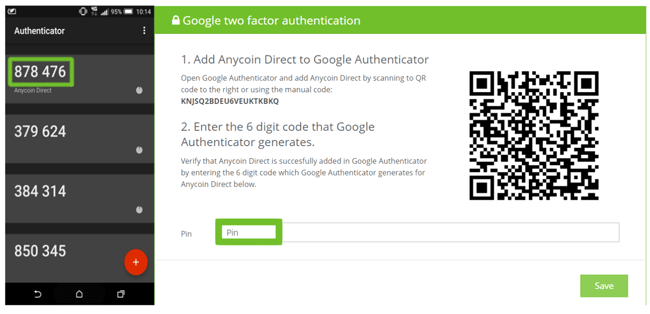 95% 10:14
Authenticator
878 476
Anycoin Direct
379 624
384 314
850 345
Google two factor authentication
1. Add Anycoin Direct to Google Authenticator
Open Google Authenticator and add Anycoin Direct by scanning to QR
code to the right or using the manual code:
KNJSQ2BDEU6VEUKTKBKQ
2. Enter the 6 digit code that Google
Authenticator generates.
Verify that Anycoin Direct is succesfully added in Google Authenticator
by entering the 6 digit code which Google Authenticator generates for
Anycoin Direct below.
Pin Pin
Save